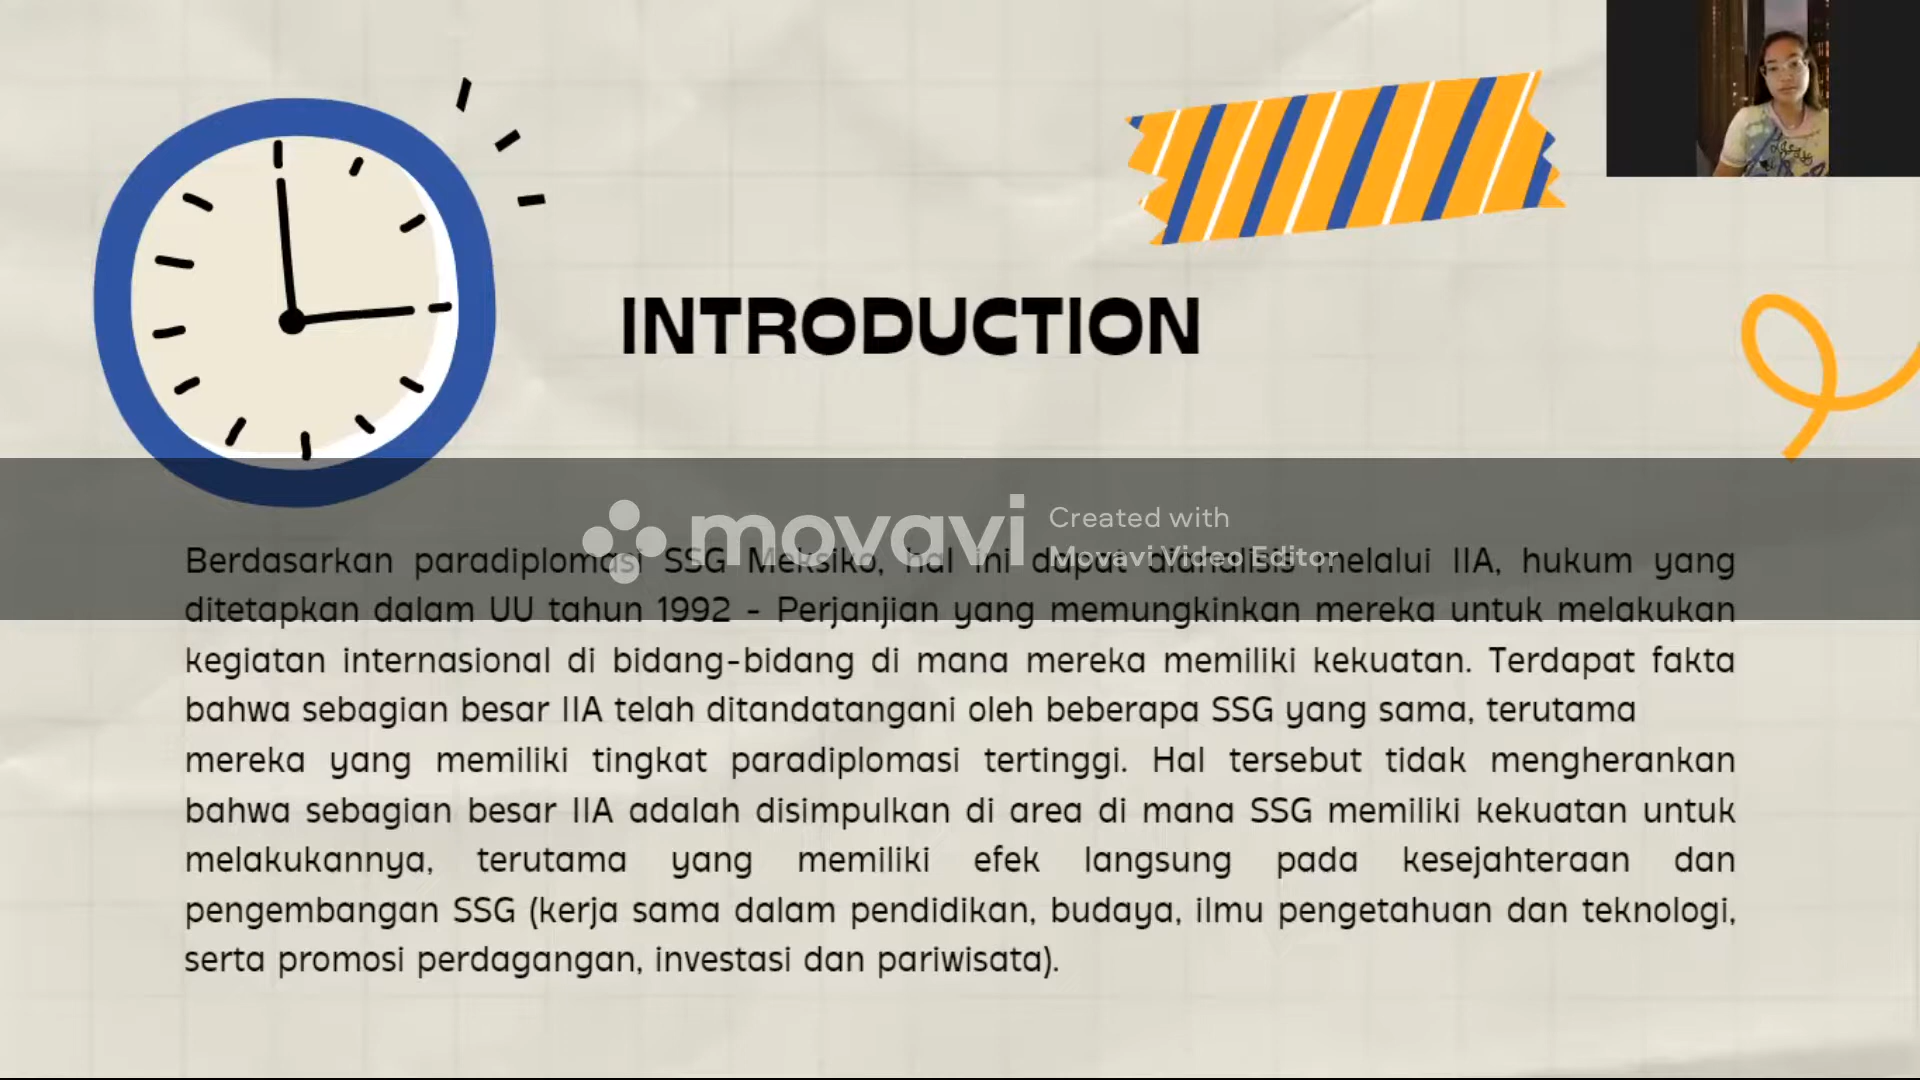 INTRODUCTION
movavi
Created with
Movavi Video Editor
Berdasarkan paradiplomasi SSG Meksiko, hal ini dapat dianalisis melalui IIA, hukum yang
ditetapkan dalam UU tahun 1992 - Perjanjian yang memungkinkan mereka untuk melakukan
kegiatan internasional di bidang-bidang di mana mereka memiliki kekuatan. Terdapat fakta
bahwa sebagian besar IIA telah ditandatangani oleh beberapa SSG yang sama, terutama
mereka yang memiliki tingkat paradiplomasi tertinggi. Hal tersebut tidak mengherankan
bahwa sebagian besar IIA adalah disimpulkan di area di mana SSG memiliki kekuatan untuk
melakukannya, terutama yang memiliki efek langsung pada kesejahteraan dan
pengembangan SSG (kerja sama dalam pendidikan, budaya, ilmu pengetahuan dan teknologi,
serta promosi perdagangan, investasi dan pariwisata).